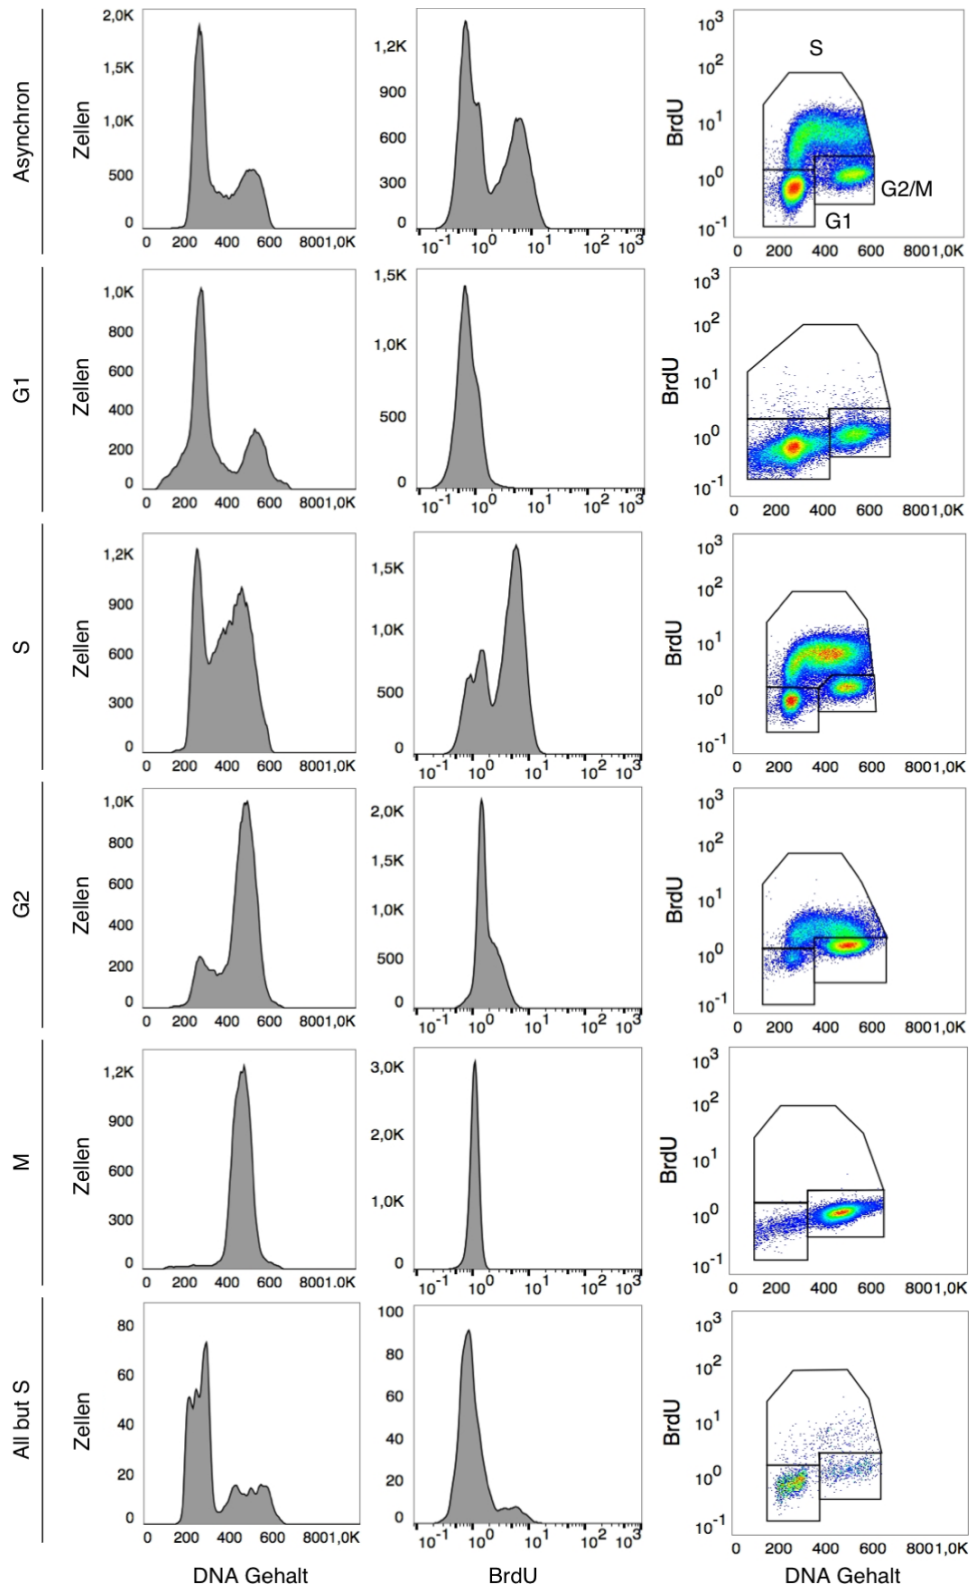 Asynchron
Zellen
2,0K
1,5K
1,0K
500
0
0 200 400 600 8001,0K
1,2K
900
600
300
0
10-1 100 101 102 103
BrdU
103
102
101
100
10-1
S
G2/M
G1
0 200 400 600 8001,0K
G1
Zellen
1,0K
800
600
400
200
0
0 200 400 600 8001,0K
1,5K
1,0K
500
0
10-1 100 101 102 103
BrdU
103
102
101
100
10-1
0 200 400 600 8001,0K
S
Zellen
1,2K
900
600
300
0
0 200 400 600 8001,0K
1,5K
1,0K
500
0
10-1 100 101 102 103
BrdU
103
102
101
100
10-1
0 200 400 600 8001,0K
G2
Zellen
1,0K
800
600
400
200
0
0 200 400 600 8001,0K
2,0K
1,5K
1,0K
500
0
10-1 100 101 102 103
BrdU
103
102
101
100
10-1
0 200 400 600 8001,0K
M
Zellen
1,2K
900
600
300
0
0 200 400 600 8001,0K
3,0K
2,0K
1,0K
0
10-1 100 101 102 103
BrdU
103
102
101
100
10-1
0 200 400 600 8001,0K
All but S
Zellen
80
60
40
20
0
0 200 400 600 8001,0K
100
80
60
40
20
0
10-1 100 101 102 103
BrdU
103
102
101
100
10-1
0 200 400 600 8001,0K
DNA Gehalt
BrdU
DNA Gehalt